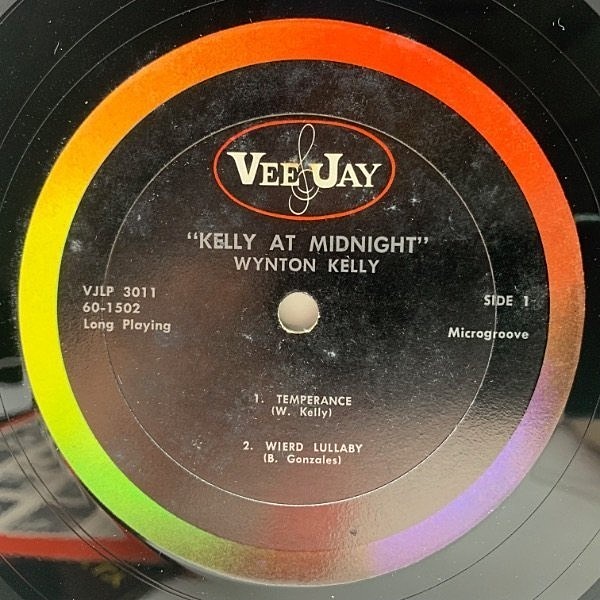 VEE JAY
"KELLY AT MIDNIGHT"
WYNTON KELLY
VJLP 3011
60-1502
Long Playing
SIDE 1
Microgroove
1. TEMPERANCE
(W. Kelly)
2. WIERD LULLABY
(B. Gonzales)